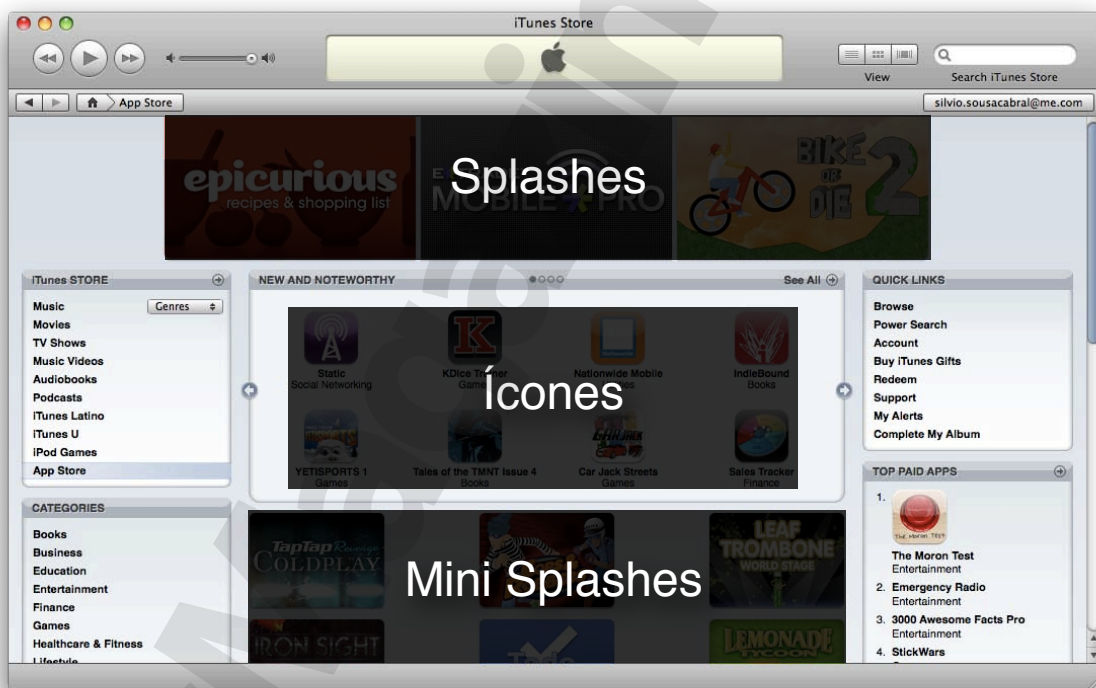 iTunes Store
View
Search iTunes Store
App Store
silvio.sousacabral@me.com
epicurious
recipes & shopping list
MOBILE PRO
BIKE
OR
DIE 2
Splashes
iTunes STORE
Music
Genres
Movies
TV Shows
Music Videos
Audiobooks
Podcasts
iTunes Latino
iTunes U
iPod Games
App Store
CATEGORIES
Books
Business
Education
Entertainment
Finance
Games
Healthcare & Fitness
Lifestyle
NEW AND NOTEWORTHY
See All
Static
Social Networking
KDice Trainer
Games
Nationwide Mobile
IndieBound
Books
Ícones
YETISPORTS 1
Games
Tales of the TMNT Issue 4
Books
Car Jack Streets
Games
Sales Tracker
Finance
TapTap Revenge
COLDPLAY
LEAF
TROMBONE
WORLD STAGE
Mini Splashes
IRON SIGHT
LEMONADE
TYCOON
QUICK LINKS
Browse
Power Search
Account
Buy iTunes Gifts
Redeem
Support
My Alerts
Complete My Album
TOP PAID APPS
1.
The Moron Test
The Moron Test
Entertainment
2. Emergency Radio
Entertainment
3. 3000 Awesome Facts Pro
Entertainment
4. StickWars